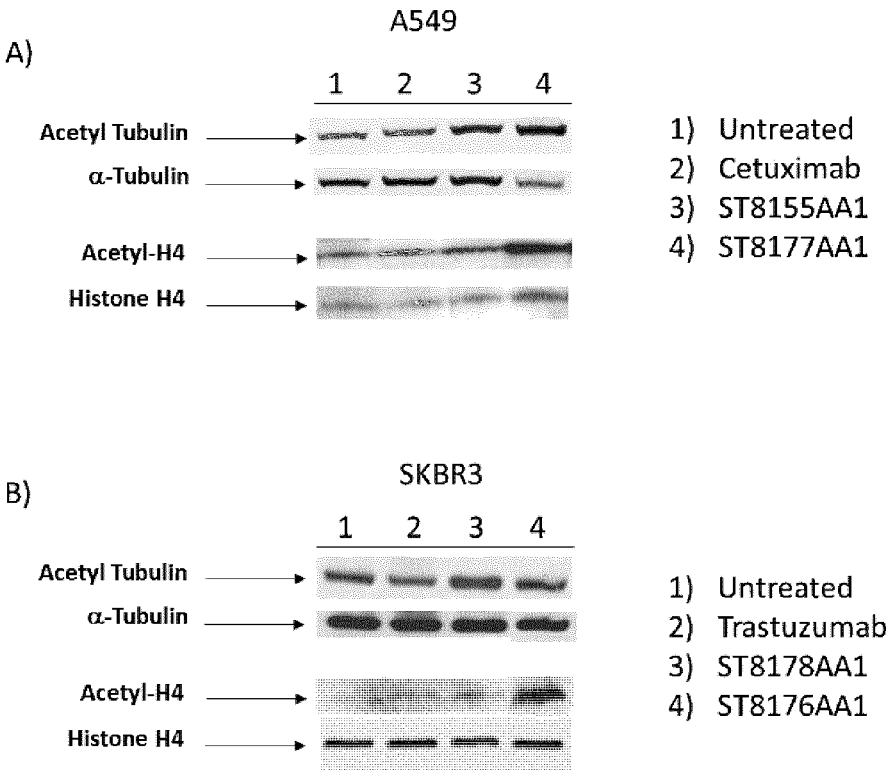 A549
A)
1 2 3 4
Acetyl Tubulin
α-Tubulin
Acetyl-H4
Histone H4
1) Untreated
2) Cetuximab
3) ST8155AA1
4) ST8177AA1
SKBR3
B)
1 2 3 4
Acetyl Tubulin
α-Tubulin
Acetyl-H4
Histone H4
1) Untreated
2) Trastuzumab
3) ST8178AA1
4) ST8176AA1